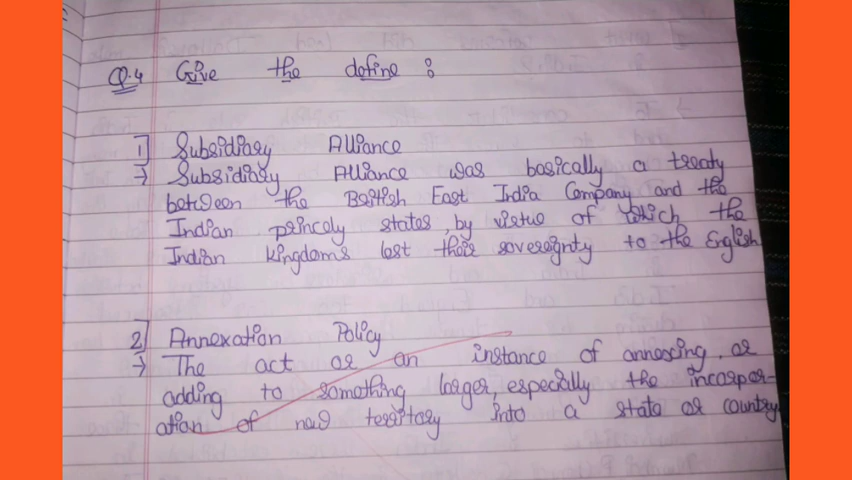 Q.4 Give the define :
1] Subsidiary Alliance
→ Subsidiary Alliance was basically a treaty
between the British East India Company and the
Indian princely states, by virtue of which the
Indian kingdoms lost their sovereignty to the English
2] Annexation Policy
→ The act or an instance of annexing, or
adding to somothing larger, especially the incorpor-
ation of new territory into a state or country